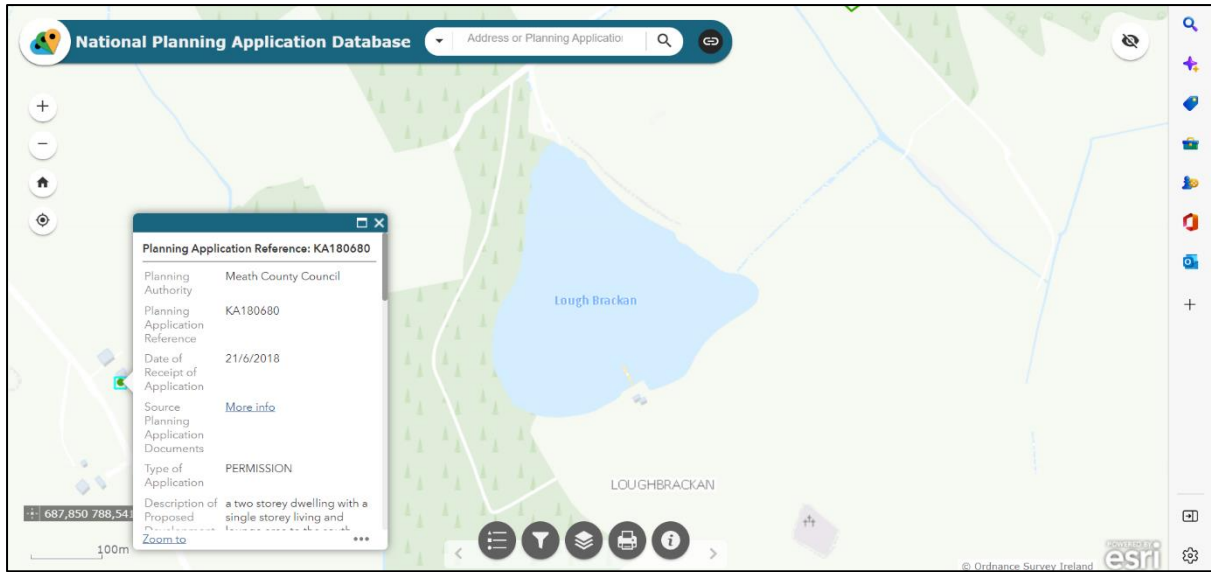 National Planning Application Database
Address or Planning Applicatio
Planning Application Reference: KA180680
Planning
Authority
Meath County Council
Planning
Application
Reference
KA180680
Date of
Receipt of
Application
21/6/2018
Source
Planning
Application
Documents
More info
Type of
Application
PERMISSION
Description of
Proposed
a two storey dwelling with a
single storey living and
Zoom to
Lough Brackan
LOUGHBRACKAN
687,850 788,541
100m
© Ordnance Survey Ireland
POWERED BY
esri